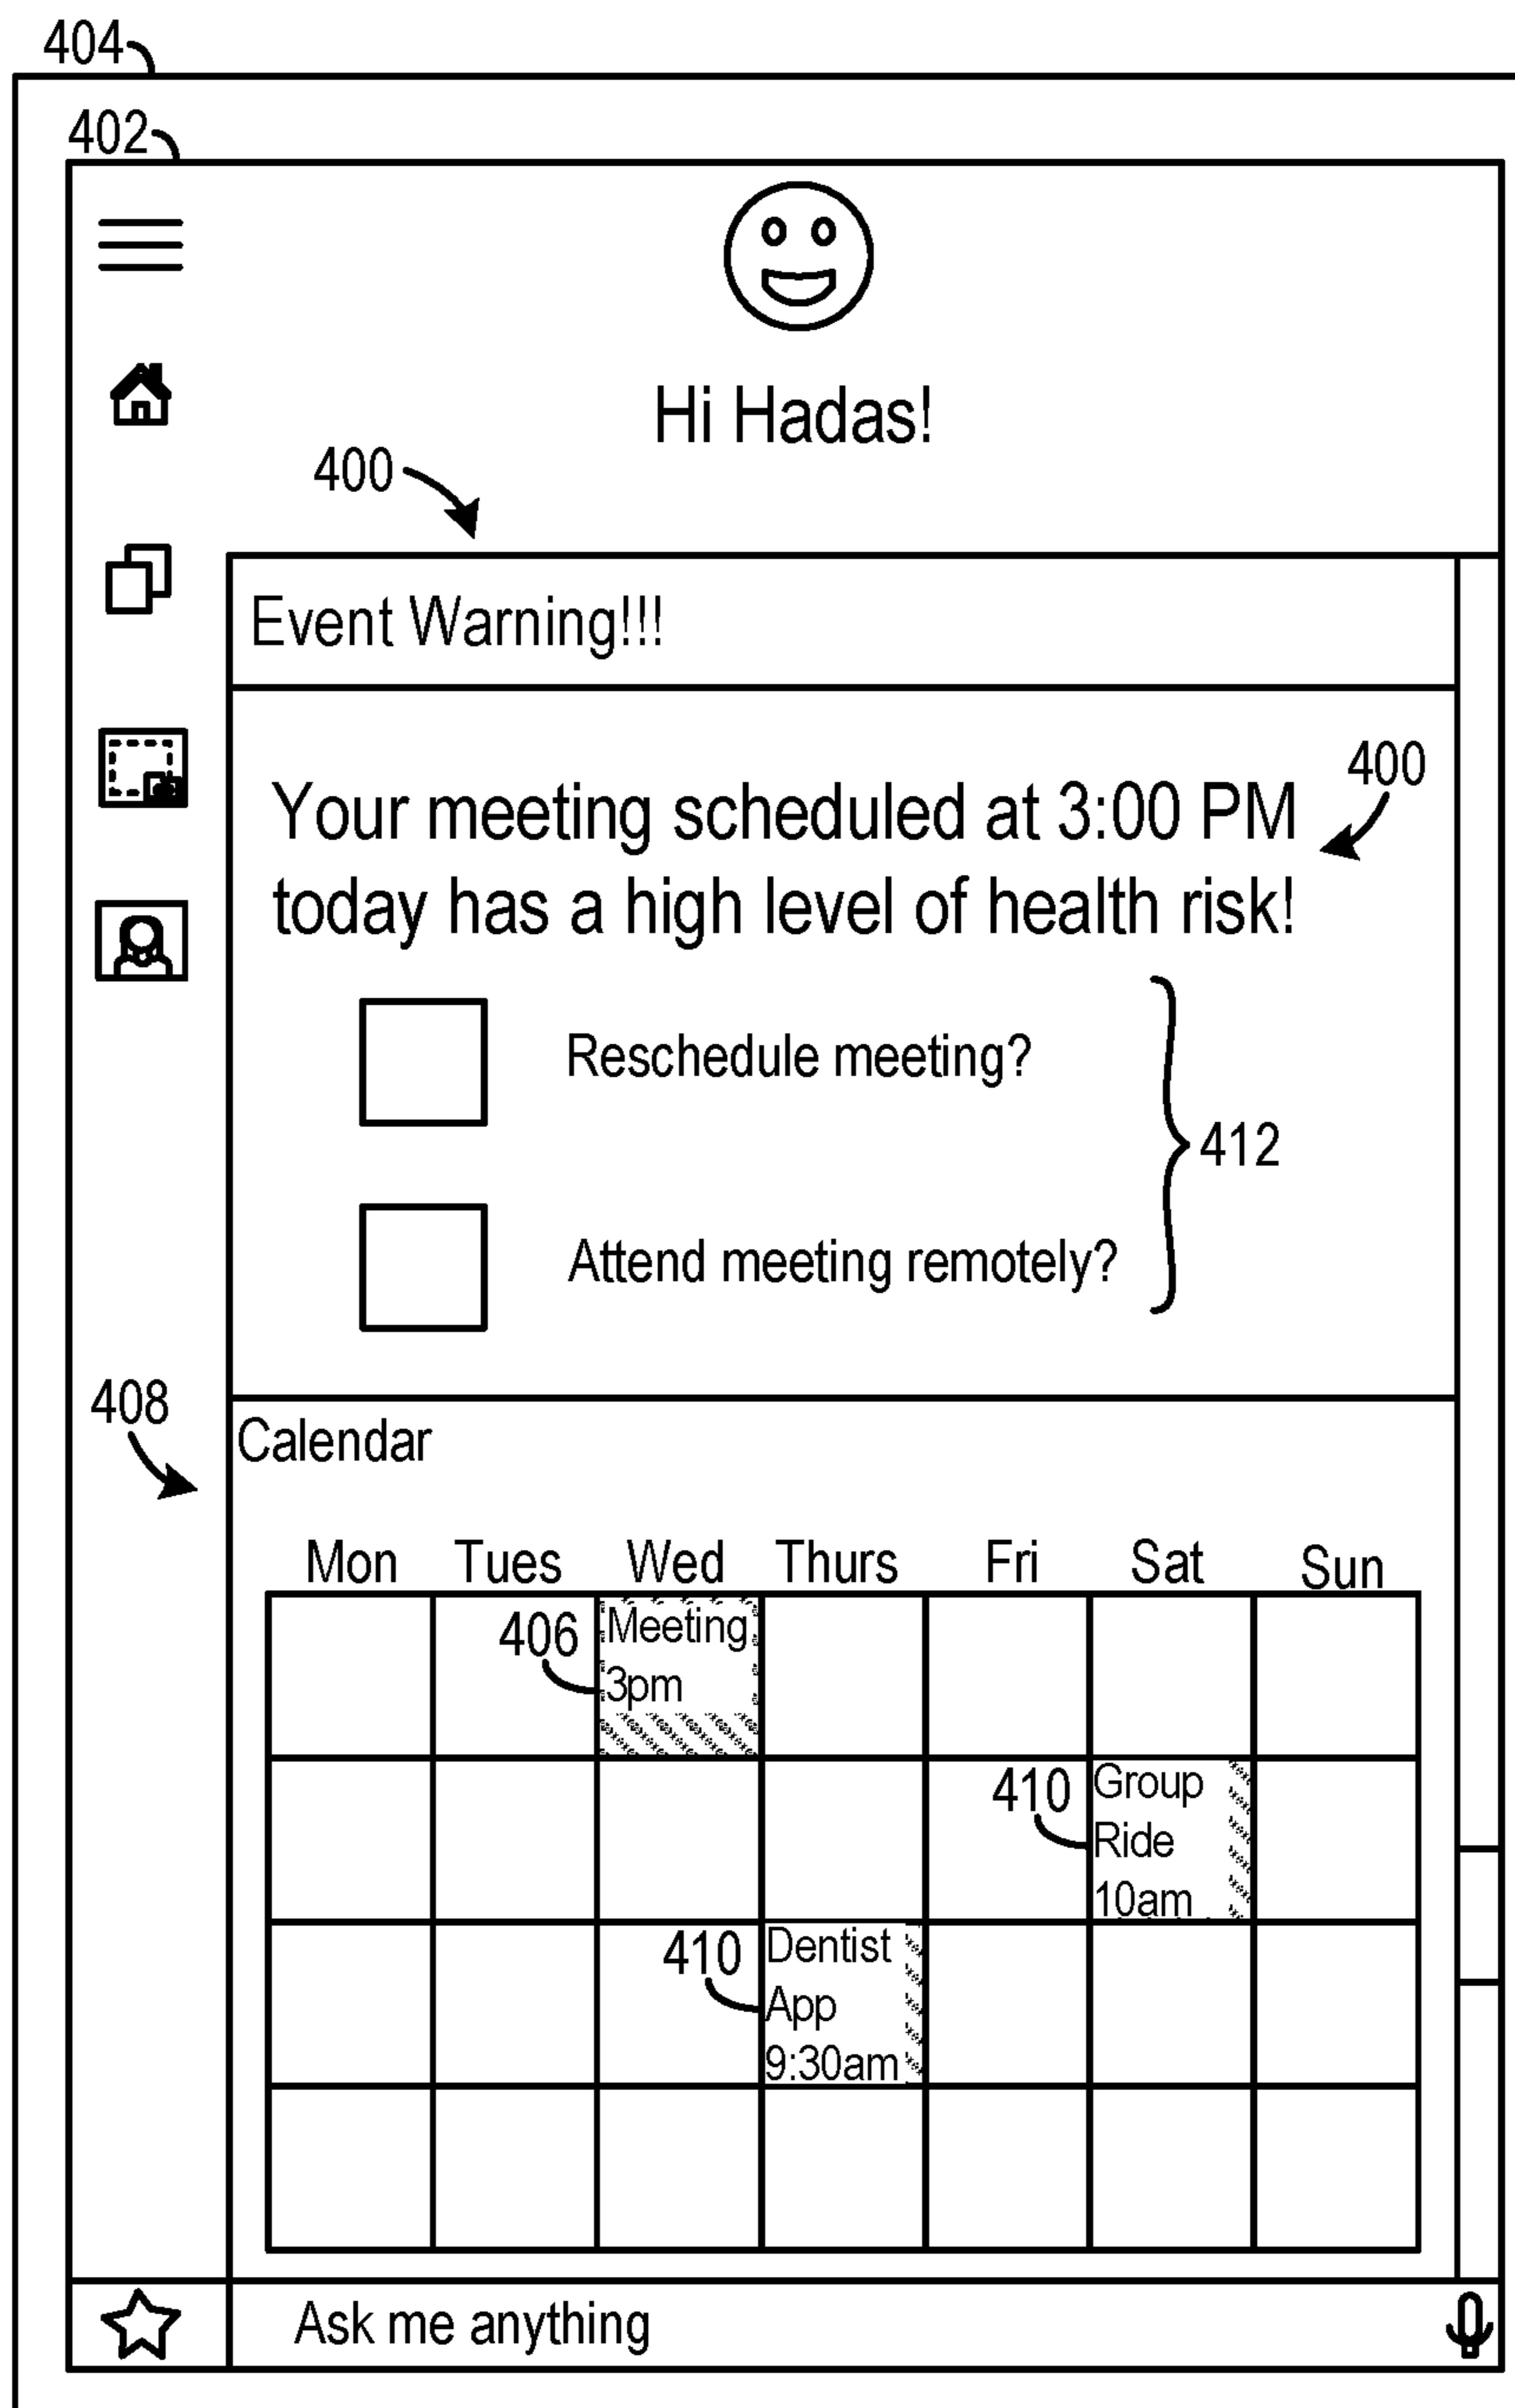 404
402
Hi Hadas!
400
Event Warning!!!
400
Your meeting scheduled at 3:00 PM
today has a high level of health risk!
Reschedule meeting?
412
Attend meeting remotely?
408
Calendar
Mon Tues Wed Thurs Fri Sat Sun
406 Meeting
3pm
410 Group
Ride
10am
410 Dentist
App
9:30am
Ask me anything